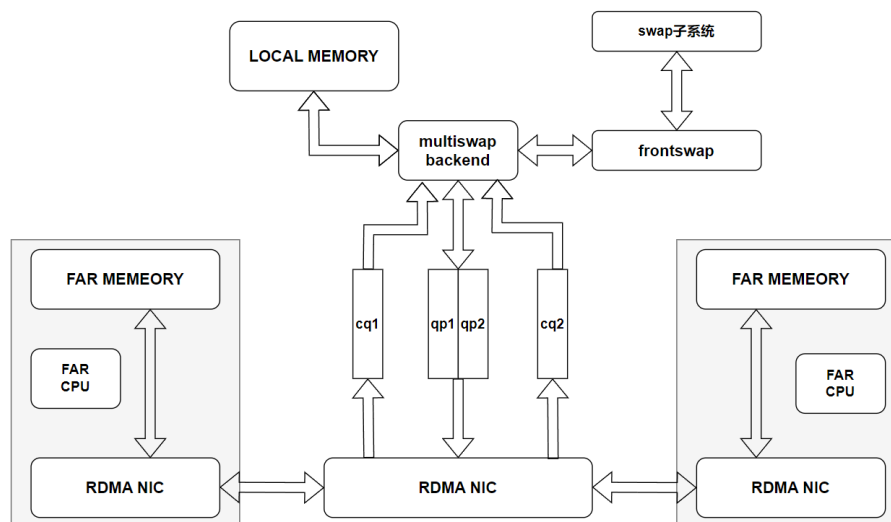 LOCAL MEMORY
swap子系统
multiswap
backend
frontswap
FAR MEMEORY
FAR
CPU
RDMA NIC
cq1
qp1
qp2
cq2
RDMA NIC
FAR MEMEORY
FAR
CPU
RDMA NIC